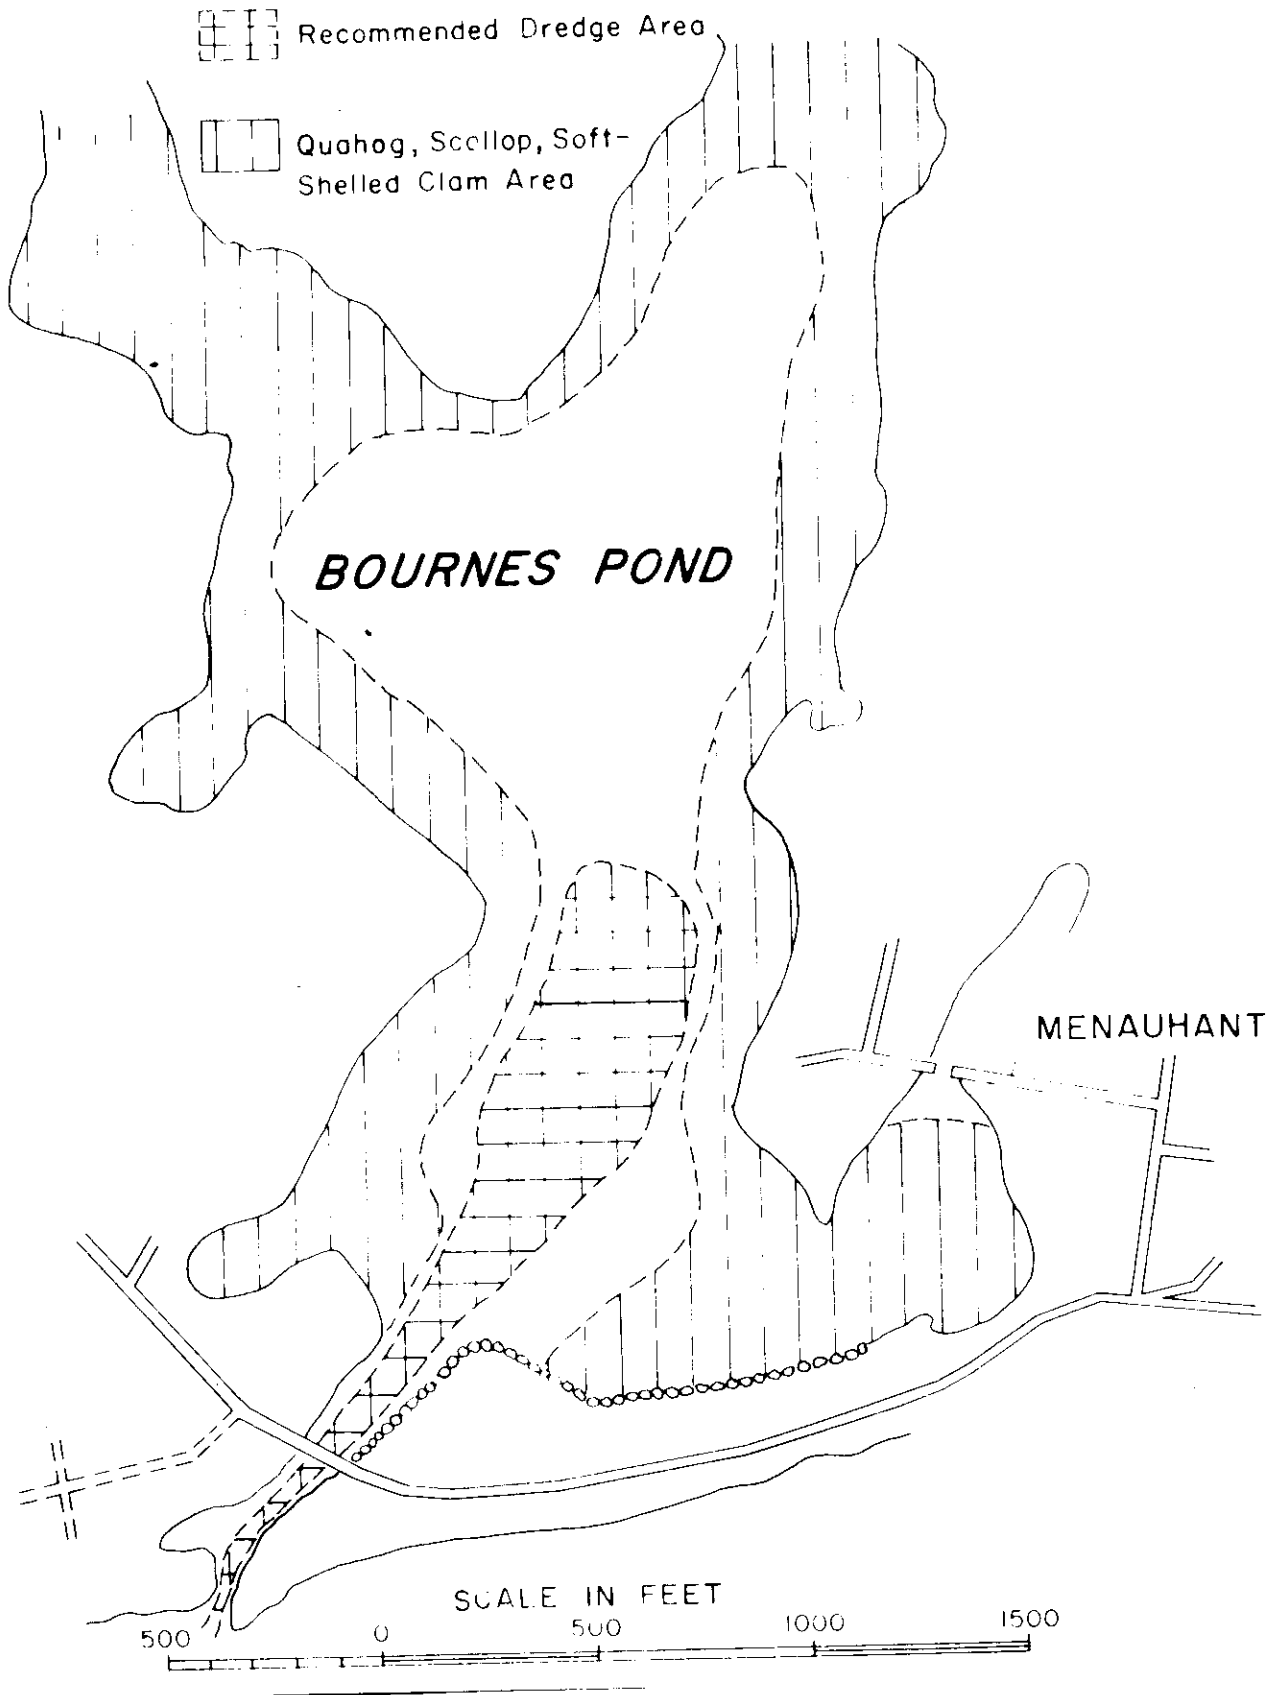 Recommended Dredge Area
Quahog, Scallop, Soft-
Shelled Clam Area
BOURNES POND
MENAUHANT
SCALE IN FEET
500 0 500 1000 1500